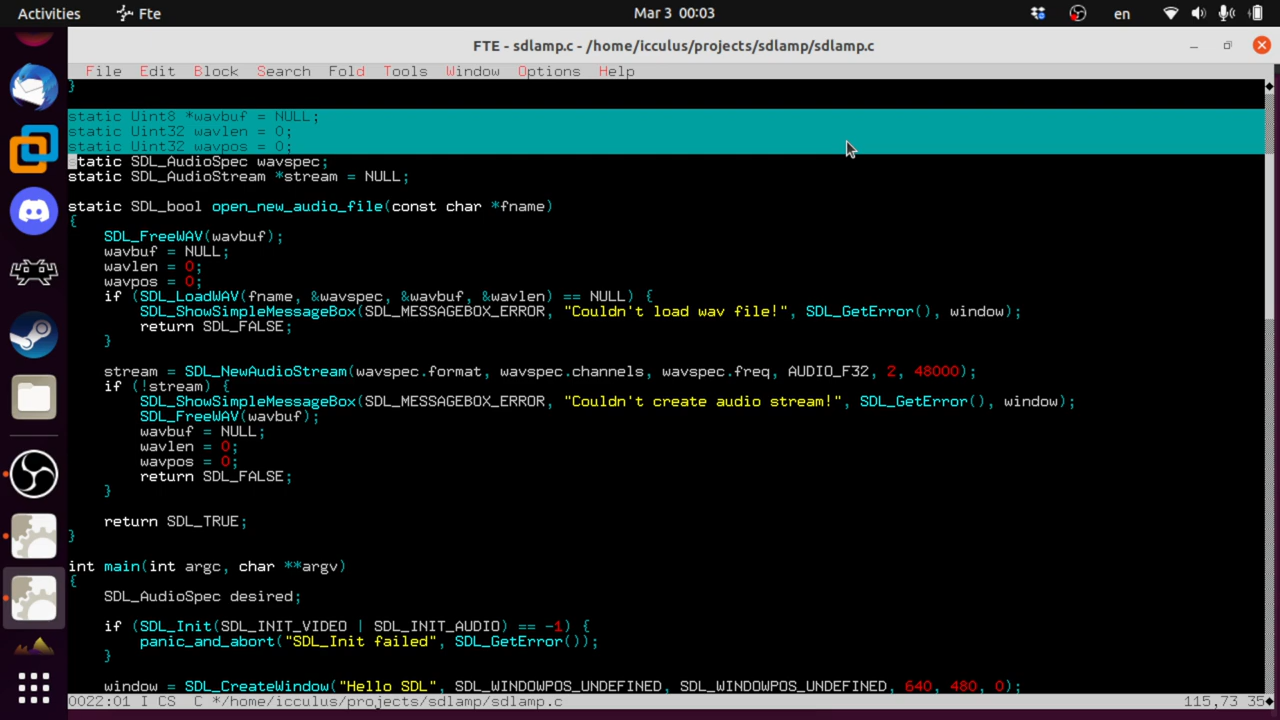 Activities Fte Mar 3 00:03 en
FTE - sdlamp.c - /home/icculus/projects/sdlamp/sdlamp.c
File Edit Block Search Fold Tools Window Options Help
}
static Uint8 *wavbuf = NULL;
static Uint32 wavlen = 0;
static Uint32 wavpos = 0;
static SDL_AudioSpec wavspec;
static SDL_AudioStream *stream = NULL;
static SDL_bool open_new_audio_file(const char *fname)
{
SDL_FreeWAV(wavbuf);
wavbuf = NULL;
wavlen = 0;
wavpos = 0;
if (SDL_LoadWAV(fname, &wavspec, &wavbuf, &wavlen) == NULL) {
SDL_ShowSimpleMessageBox(SDL_MESSAGEBOX_ERROR, "Couldn't load wav file!", SDL_GetError(), window);
return SDL_FALSE;
}
stream = SDL_NewAudioStream(wavspec.format, wavspec.channels, wavspec.freq, AUDIO_F32, 2, 48000);
if (!stream) {
SDL_ShowSimpleMessageBox(SDL_MESSAGEBOX_ERROR, "Couldn't create audio stream!", SDL_GetError(), window);
SDL_FreeWAV(wavbuf);
wavbuf = NULL;
wavlen = 0;
wavpos = 0;
return SDL_FALSE;
}
return SDL_TRUE;
}
int main(int argc, char **argv)
{
SDL_AudioSpec desired;
if (SDL_Init(SDL_INIT_VIDEO | SDL_INIT_AUDIO) == -1) {
panic_and_abort("SDL_Init failed", SDL_GetError());
}
window = SDL_CreateWindow("Hello SDL", SDL_WINDOWPOS_UNDEFINED, SDL_WINDOWPOS_UNDEFINED, 640, 480, 0);
0022:01 I CS C */home/icculus/projects/sdlamp/sdlamp.c 115,73 35